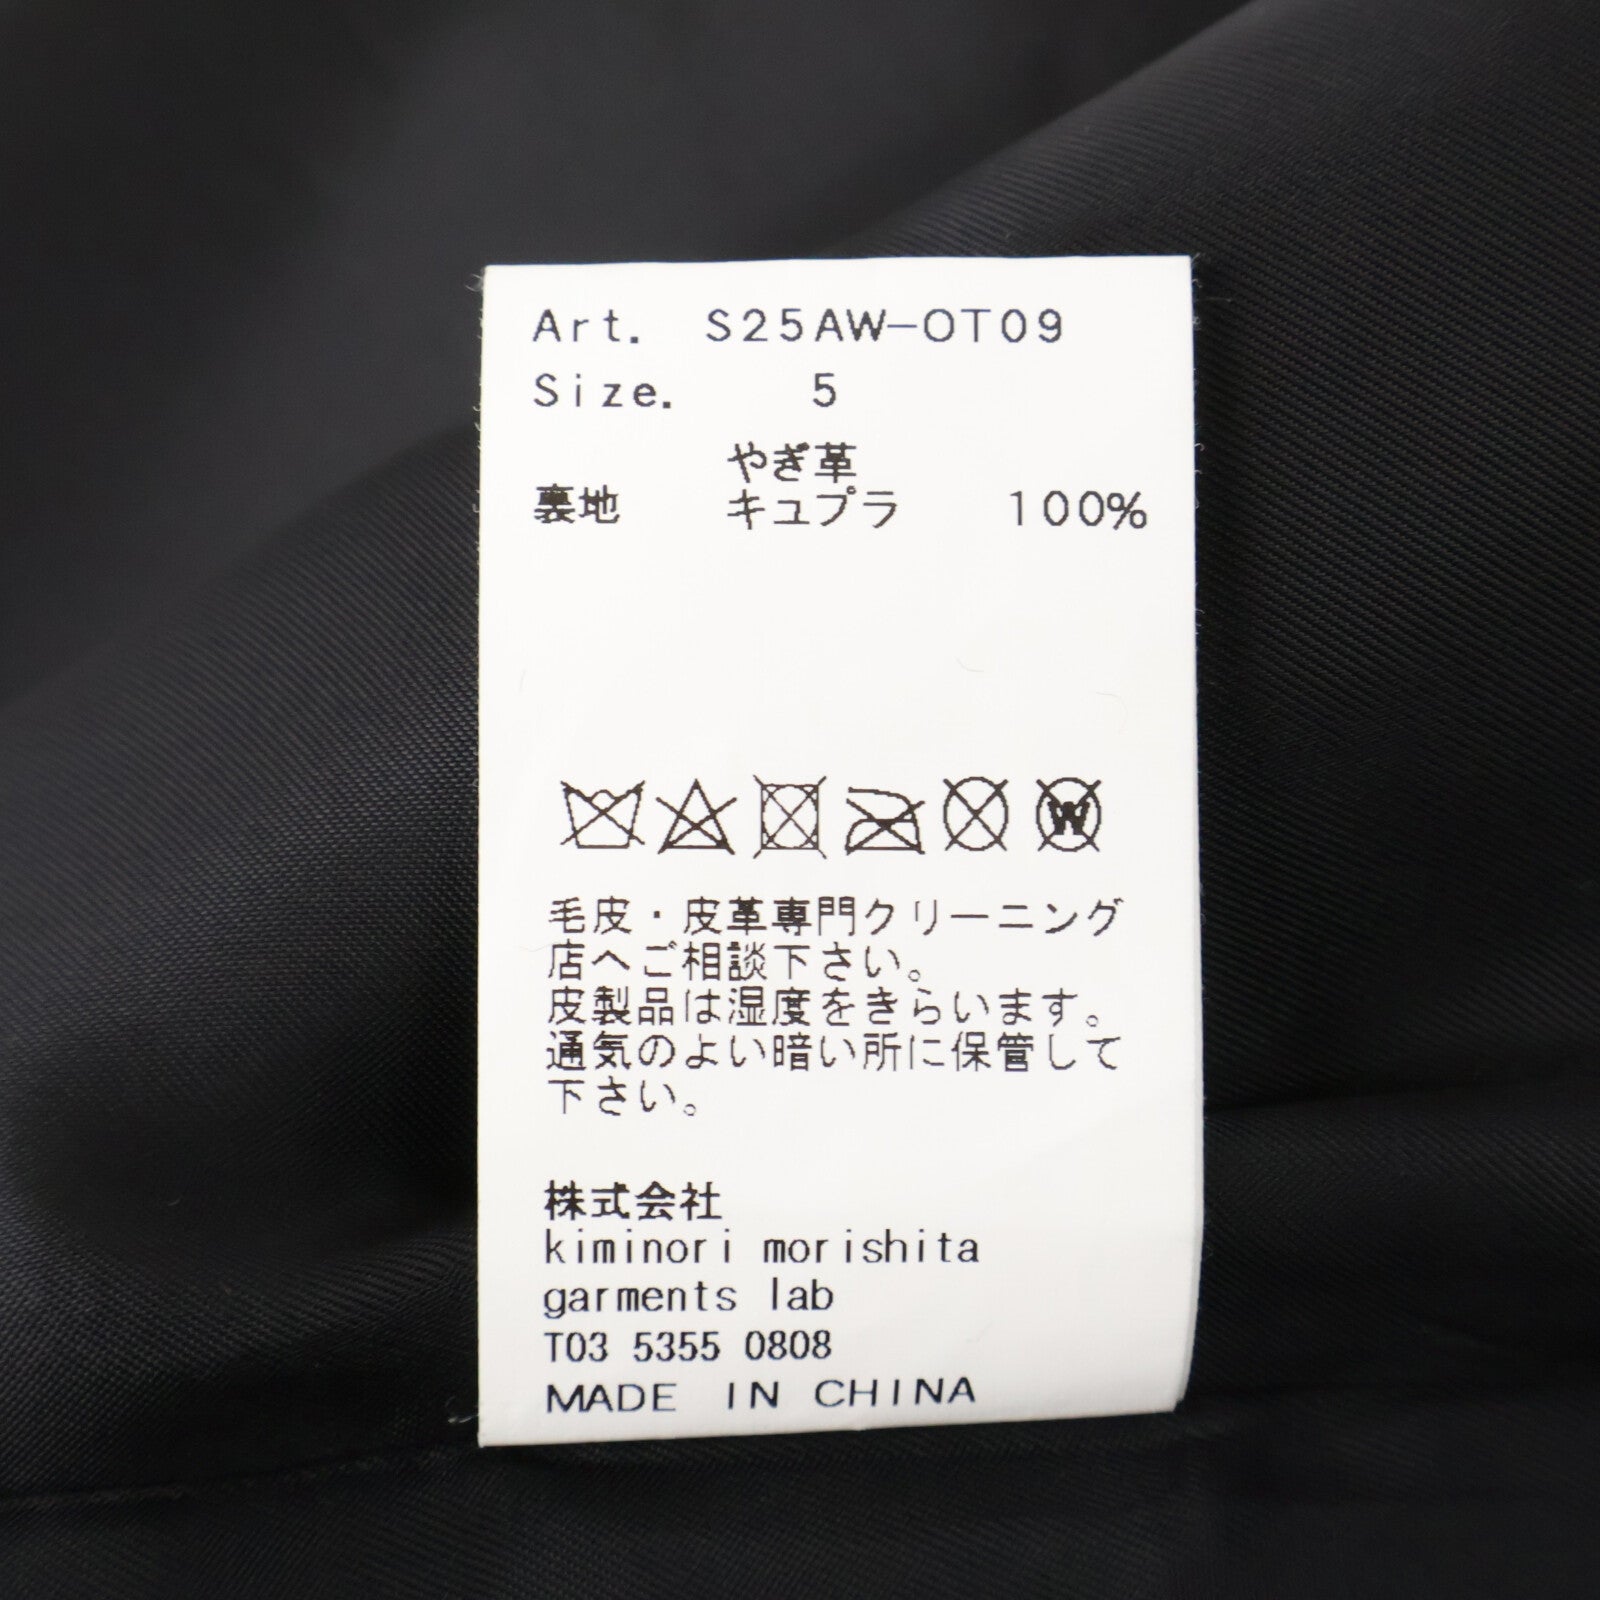 Art. S25AW-OT09
Size. 5
やぎ革
裏地 キュプラ 100%
W
毛皮・皮革専門クリーニング
店へご相談下さい。
皮製品は湿度をきらいます。
通気のよい暗い所に保管して
下さい。
株式会社
kiminori morishita
garments lab
T03 5355 0808
MADE IN CHINA